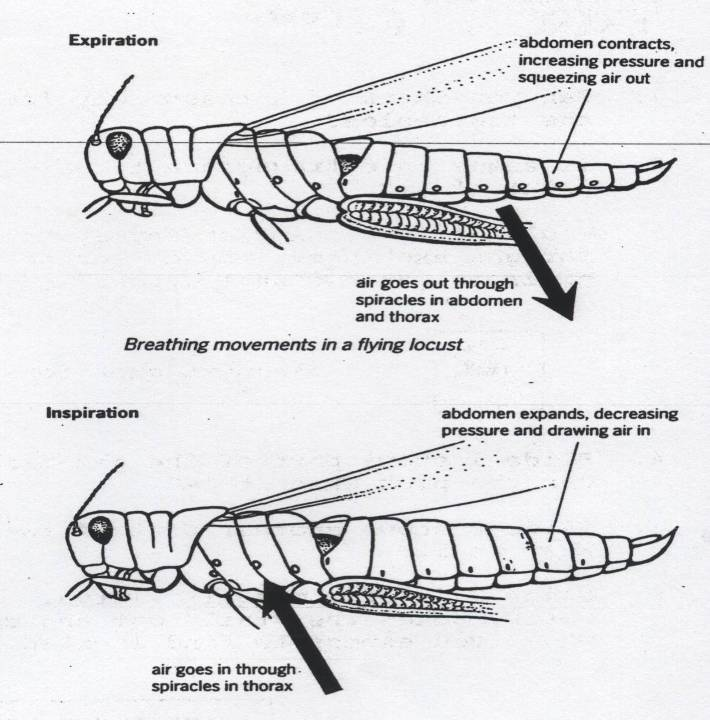 Expiration
abdomen contracts,
increasing pressure and
squeezing air out
air goes out through
spiracles in abdomen
and thorax
Breathing movements in a flying locust
Inspiration
abdomen expands, decreasing
pressure and drawing air in
air goes in through
spiracles in thorax